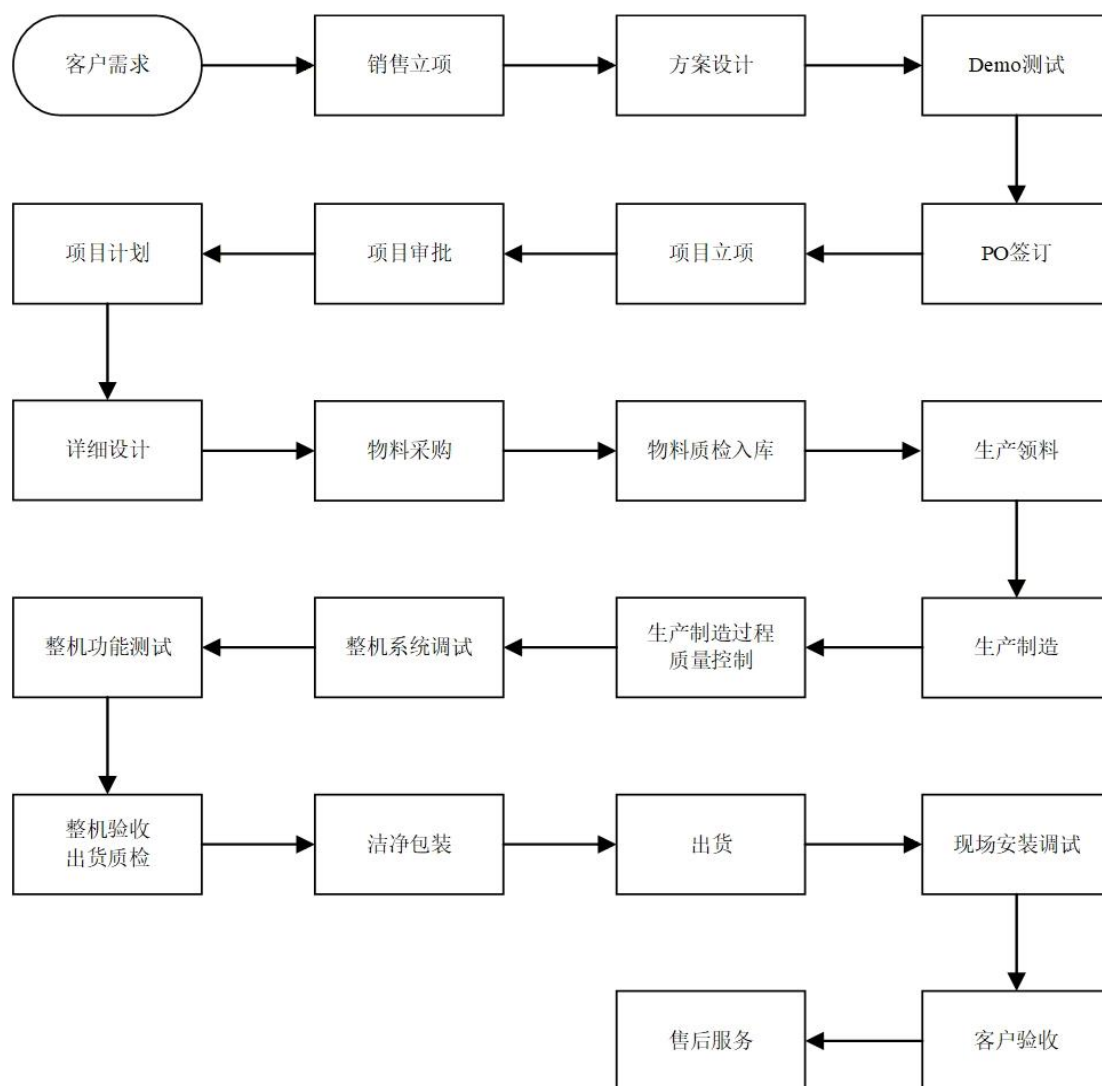 客户需求
销售立项
方案设计
Demo测试
项目计划
项目审批
项目立项
PO签订
详细设计
物料采购
物料质检入库
生产领料
整机功能测试
整机系统调试
生产制造过程
质量控制
生产制造
整机验收
出货质检
洁净包装
出货
现场安装调试
售后服务
客户验收